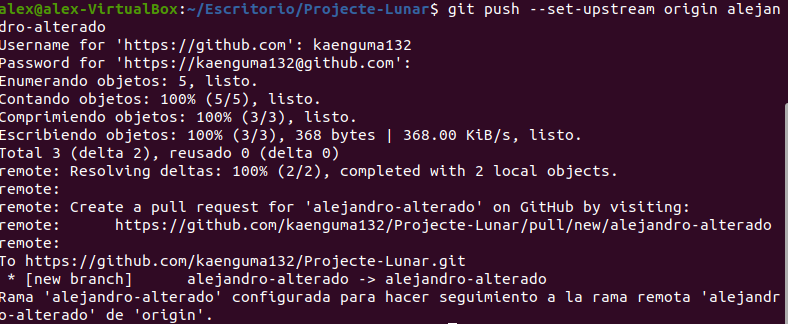 alex@alex-VirtualBox:~/Escritorio/Projecte-Lunar$ git push --set-upstream origin alejan
dro-alterado
Username for 'https://github.com': kaenguma132
Password for 'https://kaenguma132@github.com':
Enumerando objetos: 5, listo.
Contando objetos: 100% (5/5), listo.
Comprimiendo objetos: 100% (3/3), listo.
Escribiendo objetos: 100% (3/3), 368 bytes | 368.00 KiB/s, listo.
Total 3 (delta 2), reusado 0 (delta 0)
remote: Resolving deltas: 100% (2/2), completed with 2 local objects.
remote:
remote: Create a pull request for 'alejandro-alterado' on GitHub by visiting:
remote:      https://github.com/kaenguma132/Projecte-Lunar/pull/new/alejandro-alterado
remote:
To https://github.com/kaenguma132/Projecte-Lunar.git
 * [new branch]      alejandro-alterado -> alejandro-alterado
Rama 'alejandro-alterado' configurada para hacer seguimiento a la rama remota 'alejandr
o-alterado' de 'origin'.